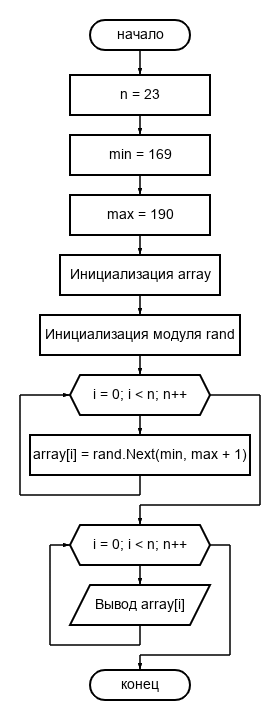 начало
n = 23
min = 169
max = 190
Инициализация array
Инициализация модуля rand
i = 0; i < n; n++
array[i] = rand.Next(min, max + 1)
i = 0; i < n; n++
Вывод array[i]
конец